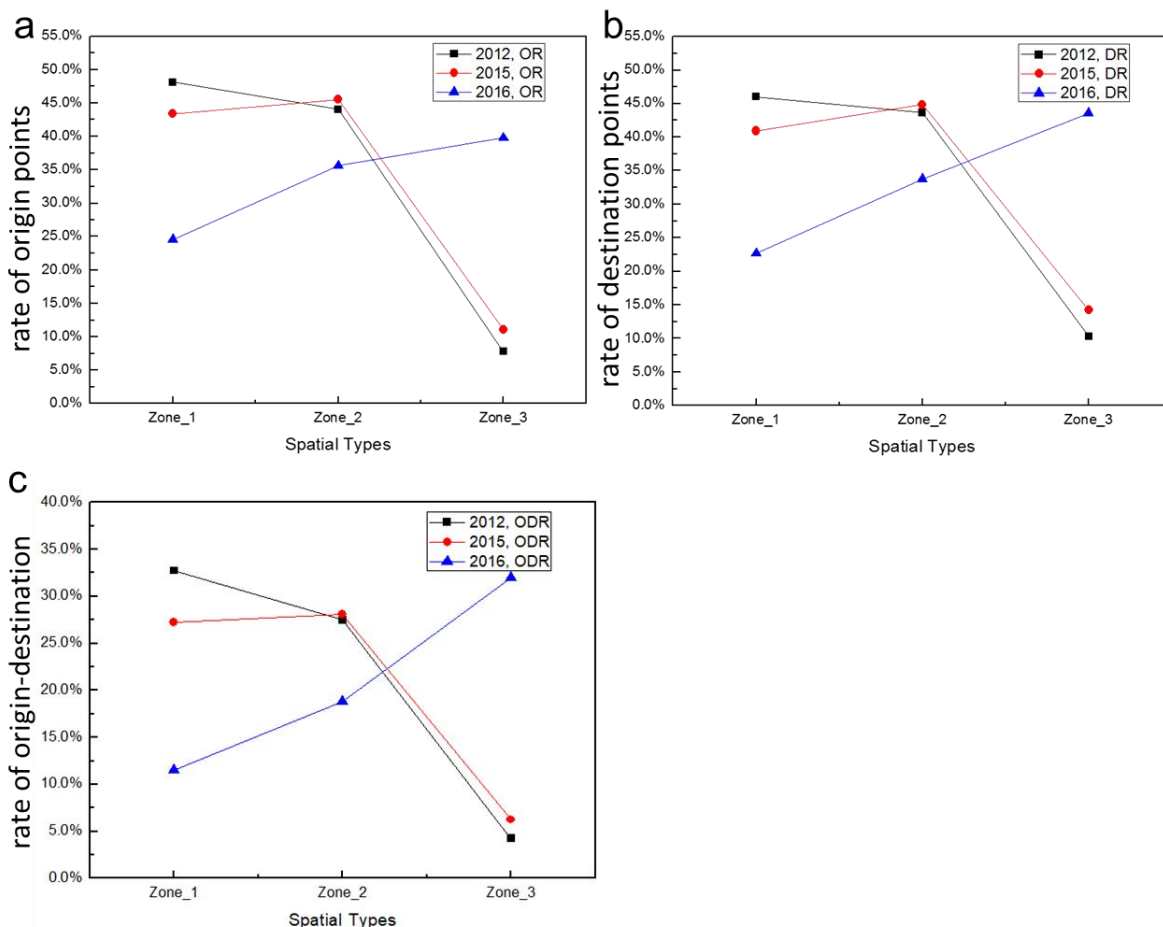 a
rate of origin points
55.0%
50.0%
45.0%
40.0%
35.0%
30.0%
25.0%
20.0%
15.0%
10.0%
5.0%
0.0%
2012, OR
2015, OR
2016, OR
Zone_1 Zone_2 Zone_3
Spatial Types
b
rate of destination points
55.0%
50.0%
45.0%
40.0%
35.0%
30.0%
25.0%
20.0%
15.0%
10.0%
5.0%
0.0%
2012, DR
2015, DR
2016, DR
Zone_1 Zone_2 Zone_3
Spatial Types
c
rate of origin-destination
40.0%
35.0%
30.0%
25.0%
20.0%
15.0%
10.0%
5.0%
0.0%
2012, ODR
2015, ODR
2016, ODR
Zone_1 Zone_2 Zone_3
Spatial Types